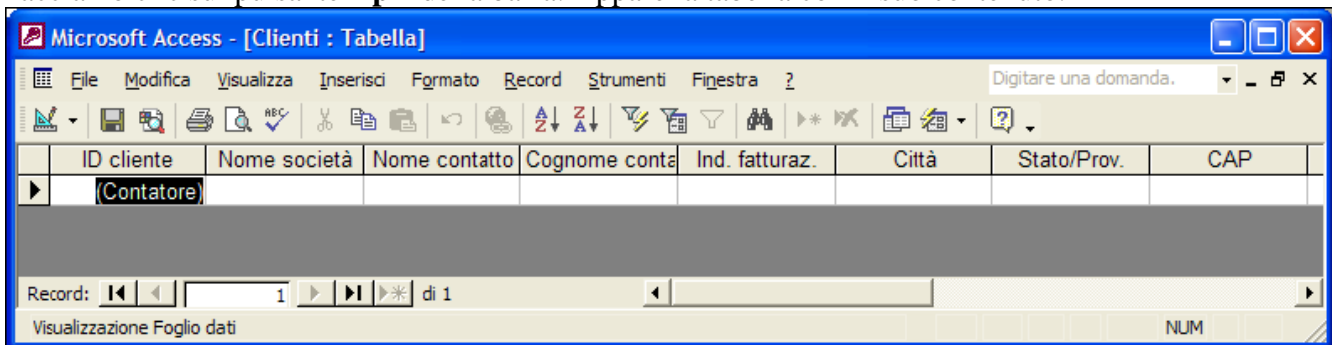 Microsoft Access - [Clienti : Tabella]
File Modifica Visualizza Inserisci Formato Record Strumenti Finestra ? Digitare una domanda.
ID cliente Nome società Nome contatto Cognome conta Ind. fatturaz. Città Stato/Prov. CAP
(Contatore)
Record: 1 di 1
Visualizzazione Foglio dati NUM